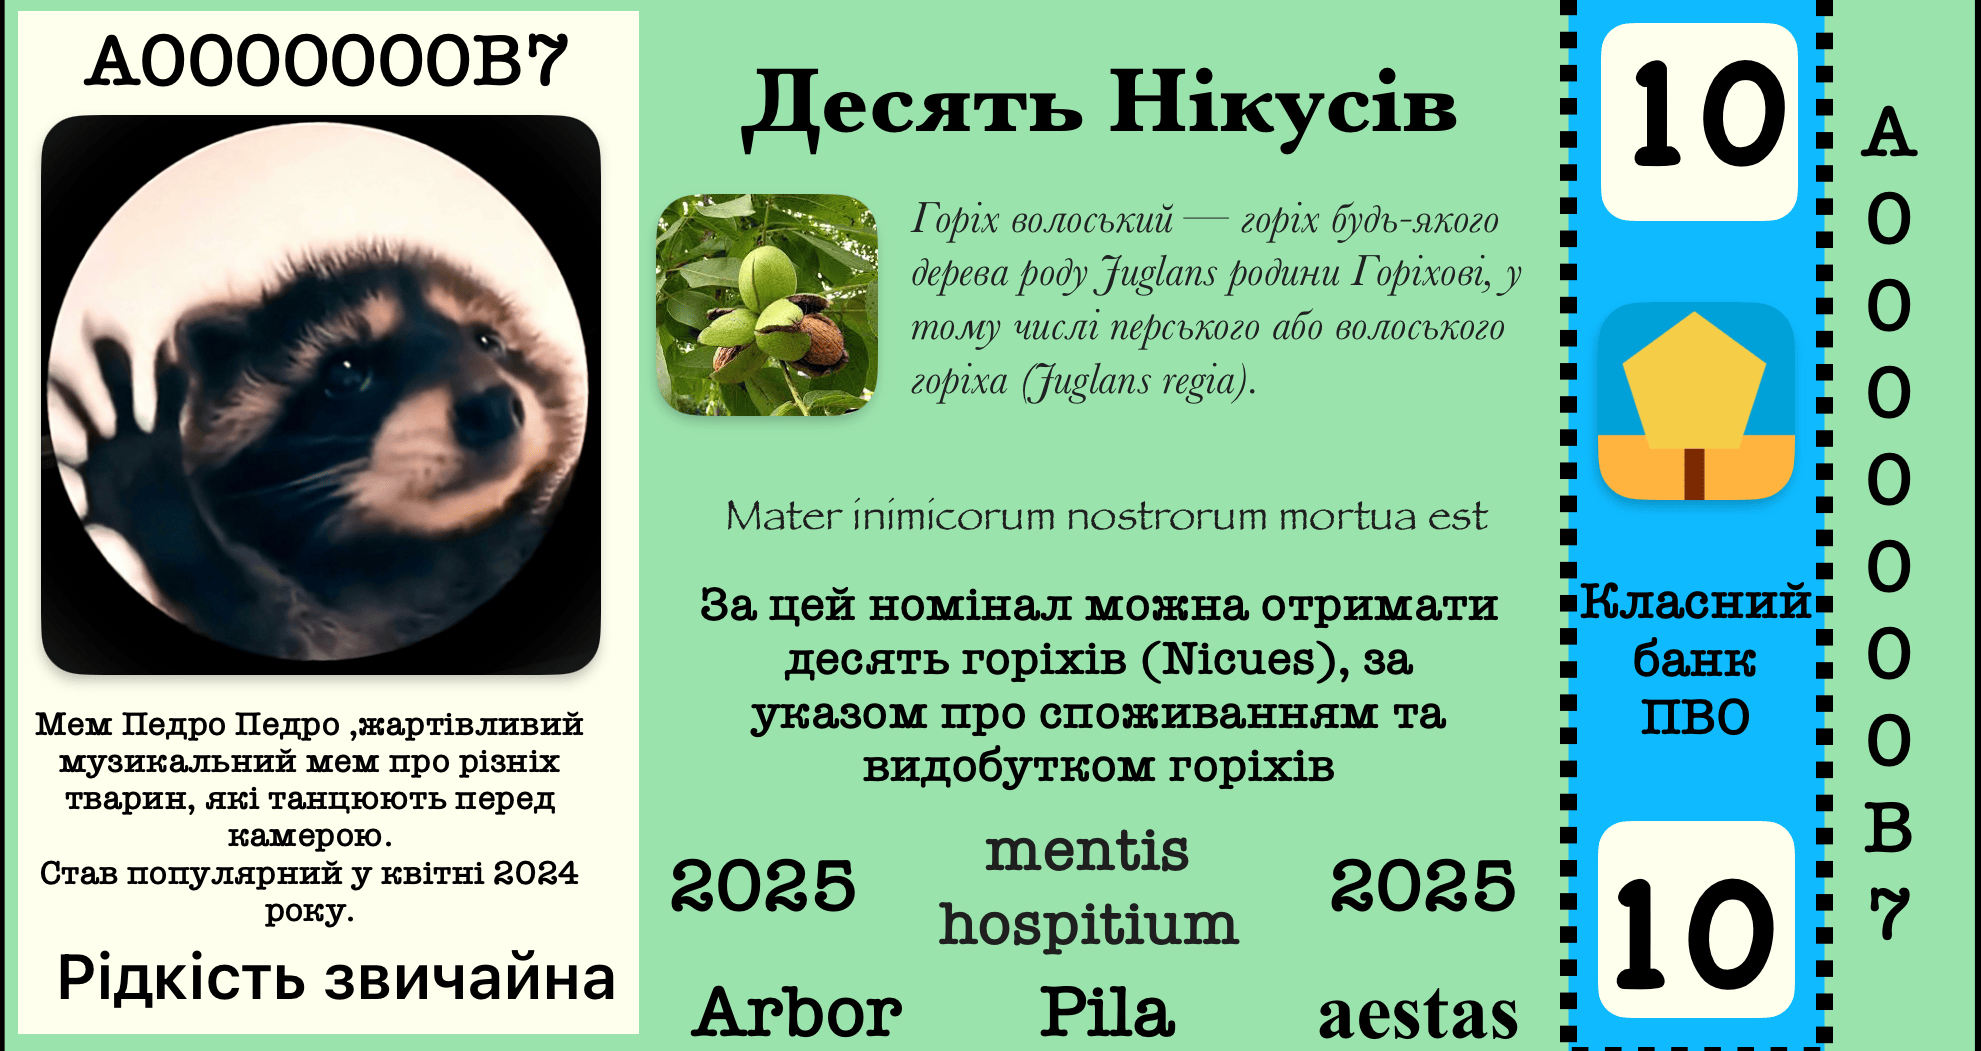 A0000000B7
Мем Педро Педро ,жартівливий
музикальний мем про різніх
тварин, які танцюють перед
камерою.
Став популярний у квітні 2024
року.
Рідкість звичайна
Десять Нікусів
Горіх волоський — горіх будь-якого
дерева роду Juglans родини Горіхові, у
тому числі перського або волоського
горіха (Juglans regia).
Mater inimicorum nostrorum mortua est
За цей номінал можна отримати
десять горіхів (Nicues), за
указом про споживанням та
видобутком горіхів
2025
mentis
hospitium
2025
Arbor
Pila
aestas
10
Класний
банк
ПВО
10
A
0
0
0
0
0
0
0
B
7